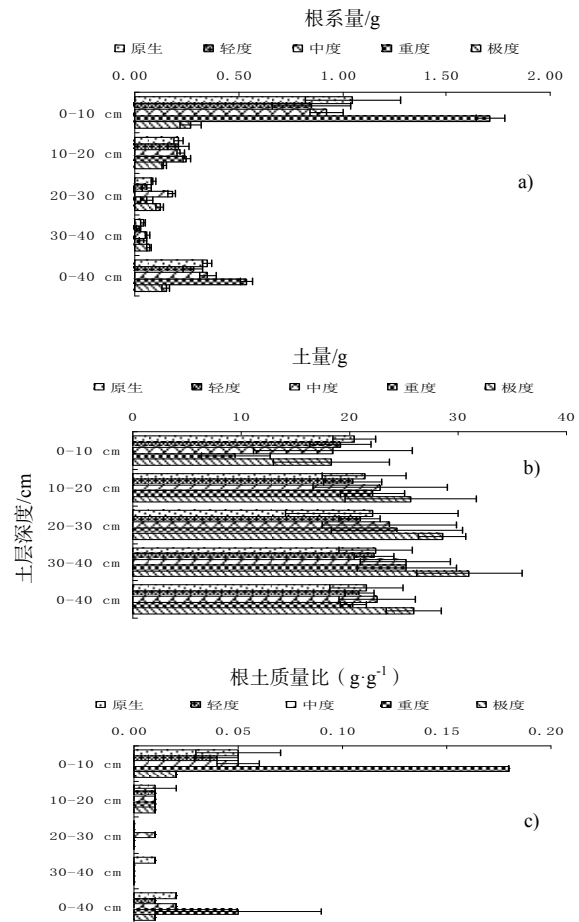 根系量/g
原生 轻度 中度 重度 极度
0.00 0.50 1.00 1.50 2.00
0-10 cm
10-20 cm
20-30 cm
30-40 cm
0-40 cm
a)
土量/g
原生 轻度 中度 重度 极度
0 10 20 30 40
0-10 cm
10-20 cm
20-30 cm
30-40 cm
0-40 cm
b)
土层深度/cm
根土质量比（g·g⁻¹）
原生 轻度 中度 重度 极度
0.00 0.05 0.10 0.15 0.20
0-10 cm
10-20 cm
20-30 cm
30-40 cm
0-40 cm
c)